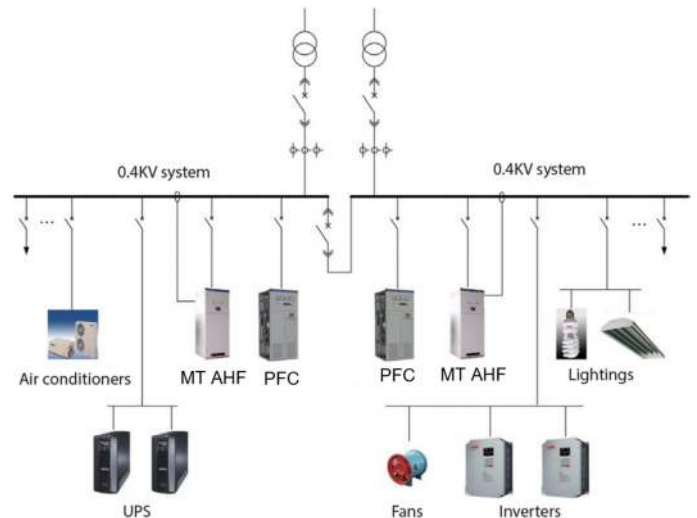 0.4KV system
0.4KV system
Air conditioners
MT AHF
PFC
PFC
MT AHF
Lightings
UPS
Fans
Inverters